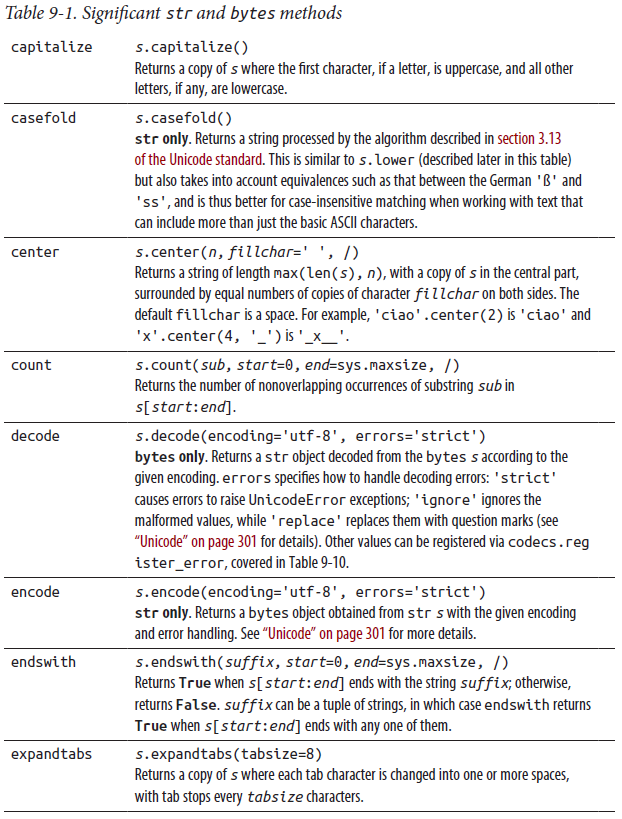 Table 9-1. Significant str and bytes methods
capitalize s.capitalize()
Returns a copy of s where the first character, if a letter, is uppercase, and all other
letters, if any, are lowercase.
casefold s.casefold()
str only. Returns a string processed by the algorithm described in section 3.13
of the Unicode standard. This is similar to s.lower (described later in this table)
but also takes into account equivalences such as that between the German 'ß' and
'ss', and is thus better for case-insensitive matching when working with text that
can include more than just the basic ASCII characters.
center s.center(n, fillchar=' ', /)
Returns a string of length max(len(s), n), with a copy of s in the central part,
surrounded by equal numbers of copies of character fillchar on both sides. The
default fillchar is a space. For example, 'ciao'.center(2) is 'ciao' and
'x'.center(4, '_') is '_x__'.
count s.count(sub, start=0, end=sys.maxsize, /)
Returns the number of nonoverlapping occurrences of substring sub in
s[start:end].
decode s.decode(encoding='utf-8', errors='strict')
bytes only. Returns a str object decoded from the bytes s according to the
given encoding. errors specifies how to handle decoding errors: 'strict'
causes errors to raise UnicodeError exceptions; 'ignore' ignores the
malformed values, while 'replace' replaces them with question marks (see
“Unicode” on page 301 for details). Other values can be registered via codecs.reg
ister_error, covered in Table 9-10.
encode s.encode(encoding='utf-8', errors='strict')
str only. Returns a bytes object obtained from str s with the given encoding
and error handling. See “Unicode” on page 301 for more details.
endswith s.endswith(suffix, start=0, end=sys.maxsize, /)
Returns True when s[start:end] ends with the string suffix; otherwise,
returns False. suffix can be a tuple of strings, in which case endswith returns
True when s[start:end] ends with any one of them.
expandtabs s.expandtabs(tabsize=8)
Returns a copy of s where each tab character is changed into one or more spaces,
with tab stops every tabsize characters.